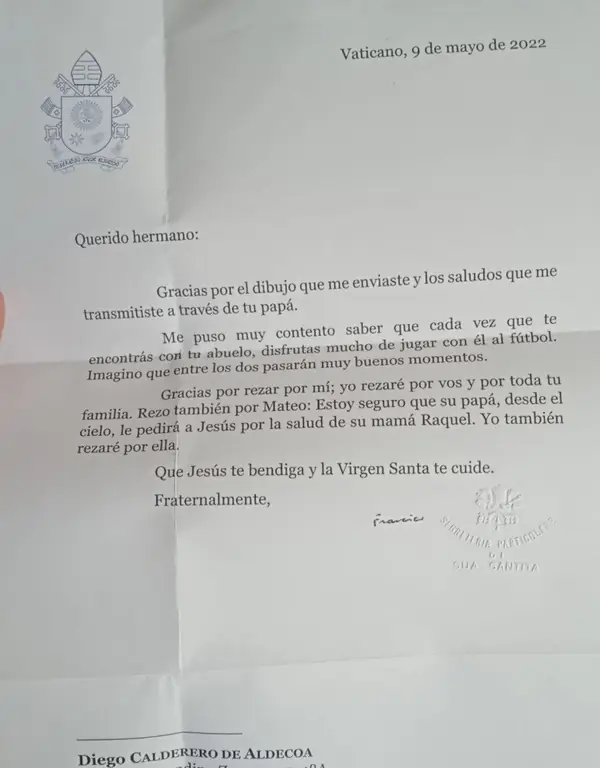 Vaticano, 9 de mayo de 2022
Querido hermano:
Gracias por el dibujo que me enviaste y los saludos que me
transmitiste a través de tu papá.
Me puso muy contento saber que cada vez que te
encontrás con tu abuelo, disfrutas mucho de jugar con él al fútbol.
Imagino que entre los dos pasarán muy buenos momentos.
Gracias por rezar por mí; yo rezaré por vos y por toda tu
familia. Rezo también por Mateo: Estoy seguro que su papá, desde el
cielo, le pedirá a Jesús por la salud de su mamá Raquel. Yo también
rezaré por ella.
Que Jesús te bendiga y la Virgen Santa te cuide.
Fraternalmente,
SEGRETERIA PARTICOLARE
DI
SUA SANTITÀ
Diego CALDERERO DE ALDECOA